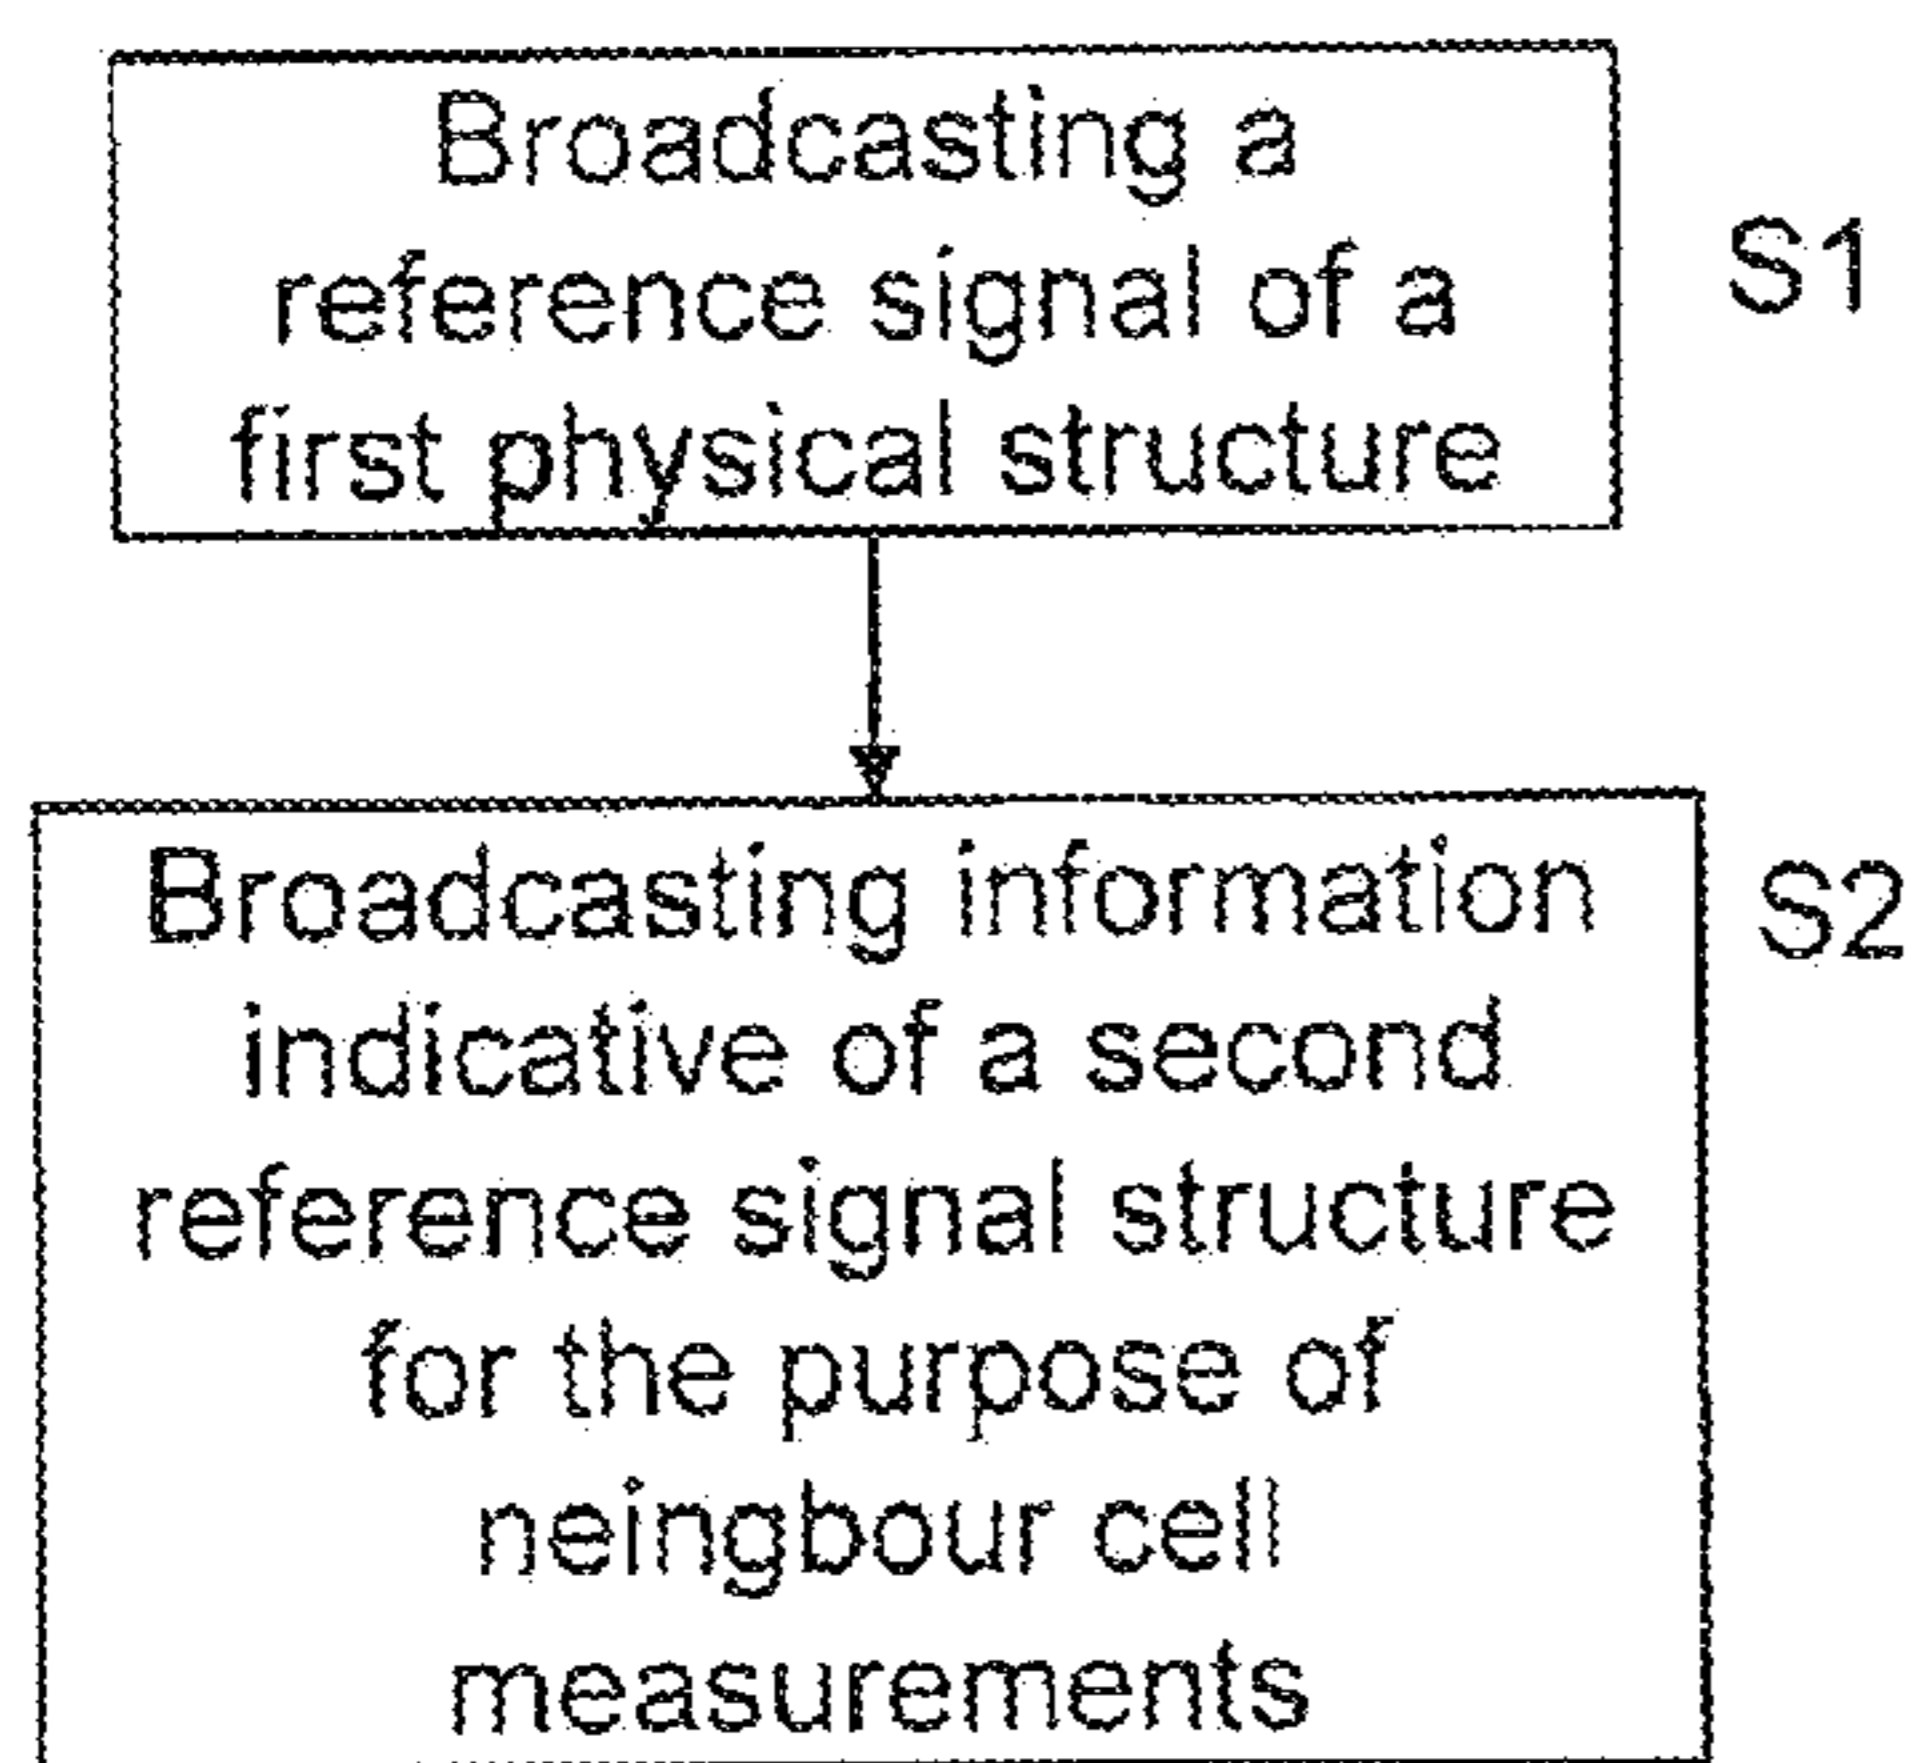 Broadcasting a
reference signal of a
first physical structure
S1
Broadcasting information
indicative of a second
reference signal structure
for the purpose of
neingbour cell
measurements
S2